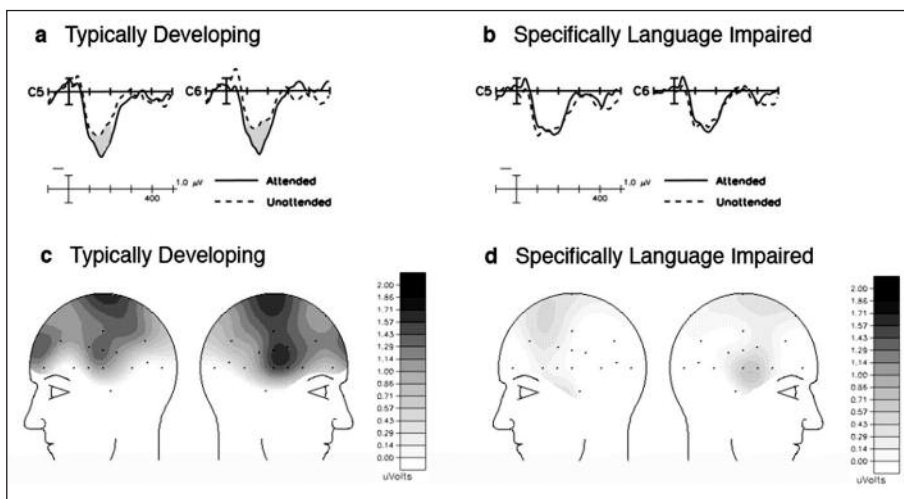 a Typically Developing
b Specifically Language Impaired
C5
C6
C5
C6
1.0 μV
400
Attended
Unattended
1.0 μV
400
Attended
Unattended
c Typically Developing
d Specifically Language Impaired
2.00
1.86
1.71
1.57
1.43
1.29
1.14
1.00
0.86
0.71
0.57
0.43
0.29
0.14
0.00
uVolts
2.00
1.86
1.71
1.57
1.43
1.29
1.14
1.00
0.86
0.71
0.57
0.43
0.29
0.14
0.00
uVolts